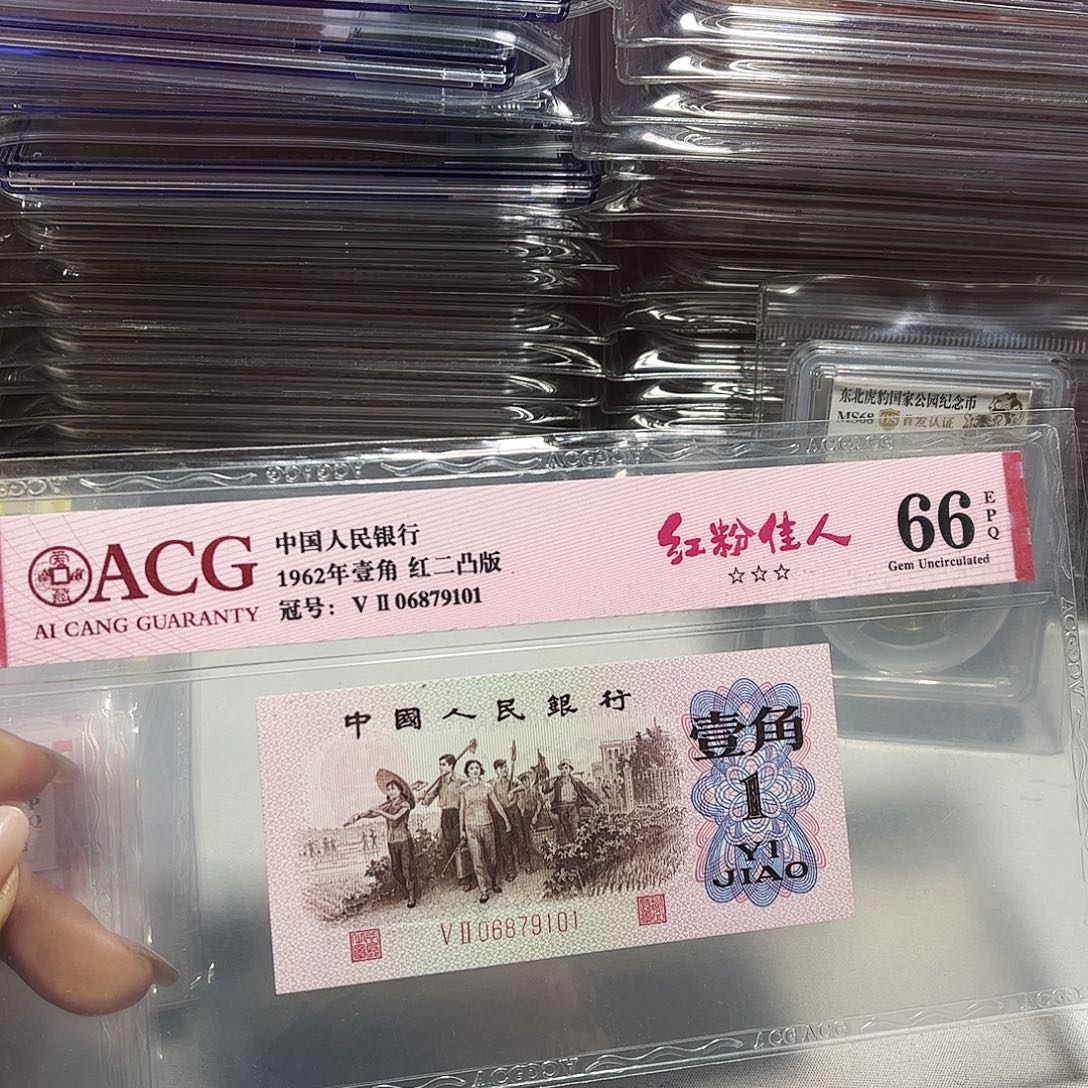 东北虎豹国家公园纪念币
MS68 首发认证
ACG
AI CANG GUARANTY
中国人民银行
1962年壹角 红二凸版
冠号：V Ⅱ 06879101
红粉佳人
☆☆☆
66
EPQ
Gem Uncirculated
中國人民銀行
壹角
1
YI
JIAO
V Ⅱ 06879101